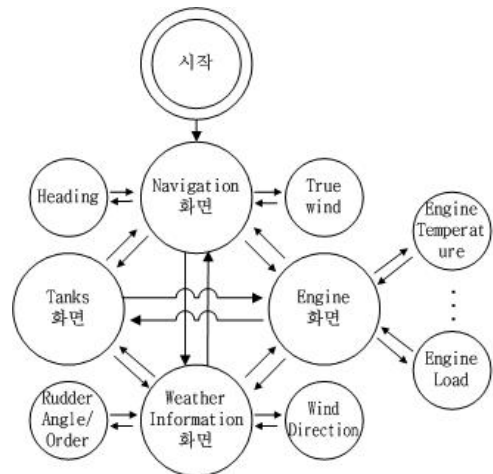 시작
Heading
Navigation
화면
True
wind
Engine
Temperat
ure
Tanks
화면
Engine
화면
Engine
Load
Rudder
Angle/
Order
Weather
Information
화면
Wind
Direction